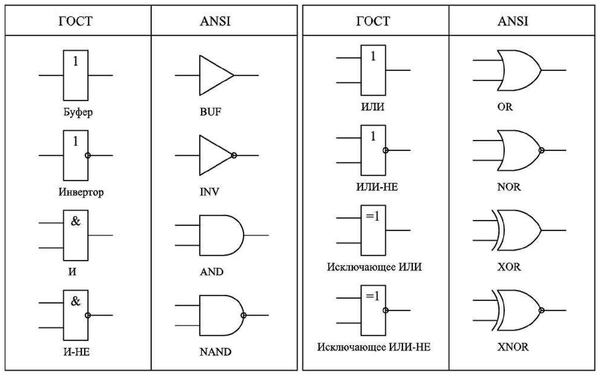 ГОСТ
ANSI
1
Буфер
BUF
1
Инвертор
INV
&
И
AND
&
И-НЕ
NAND
ГОСТ
ANSI
1
ИЛИ
OR
1
ИЛИ-НЕ
NOR
=1
Исключающее ИЛИ
XOR
=1
Исключающее ИЛИ-НЕ
XNOR